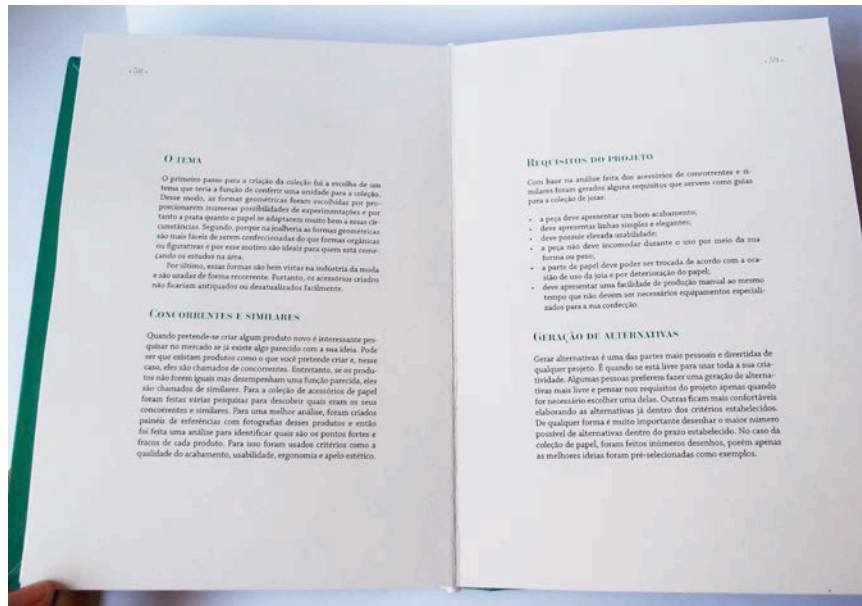 - 58 -
O TEMA
O primeiro passo para a criação da coleção foi a escolha de um
tema que teria a função de conferir uma unidade para a coleção.
Desse modo, as formas geométricas foram escolhidas por pro-
porcionarem inúmeras possibilidades de experimentações e por
tanto a prata quanto o papel se adaptarem muito bem a essas cir-
cunstâncias. Segundo, porque na joalheria as formas geométricas
são mais fáceis de serem confeccionadas do que formas orgânicas
ou figurativas e por esse motivo são ideais para quem está come-
çando os estudos na área.
Por último, essas formas são bem vistas na indústria da moda
e são usadas de forma recorrente. Portanto, os acessórios criados
não ficariam antiquados ou desatualizados facilmente.
CONCORRENTES E SIMILARES
Quando pretende-se criar algum produto novo é interessante pes-
quisar no mercado se já existe algo parecido com a sua ideia. Pode
ser que existam produtos como o que você pretende criar e, nesse
caso, eles são chamados de concorrentes. Entretanto, se os produ-
tos não forem iguais mas desempenham uma função parecida, eles
são chamados de similares. Para a coleção de acessórios de papel
foram feitas várias pesquisas para descobrir quais eram os seus
concorrentes e similares. Para uma melhor análise, foram criados
painéis de referências com fotografias desses produtos e então
foi feita uma análise para identificar quais são os pontos fortes e
fracos de cada produto. Para isso foram usados critérios como a
qualidade do acabamento, usabilidade, ergonomia e apelo estético.
- 59 -
REQUISITOS DO PROJETO
Com base na análise feita dos acessórios de concorrentes e si-
milares foram gerados alguns requisitos que servem como guias
para a coleção de joias:
• a peça deve apresentar um bom acabamento;
• deve apresentar linhas simples e elegantes;
• deve possuir elevada usabilidade;
• a peça não deve incomodar durante o uso por meio da sua
forma ou peso;
• a parte de papel deve poder ser trocada de acordo com a oca-
sião de uso da joia e por deterioração do papel;
• deve apresentar uma facilidade de produção manual ao mesmo
tempo que não devem ser necessários equipamentos especiali-
zados para a sua confecção.
GERAÇÃO DE ALTERNATIVAS
Gerar alternativas é uma das partes mais pessoais e divertidas de
qualquer projeto. É quando se está livre para usar toda a sua cria-
tividade. Algumas pessoas preferem fazer uma geração de alterna-
tivas mais livre e pensar nos requisitos do projeto apenas quando
for necessário escolher uma delas. Outras ficam mais confortáveis
elaborando as alternativas já dentro dos critérios estabelecidos.
De qualquer forma é muito importante desenhar o maior número
possível de alternativas dentro do prazo estabelecido. No caso da
coleção de papel, foram feitos inúmeros desenhos, porém apenas
as melhores ideias foram pré-selecionadas como exemplos.